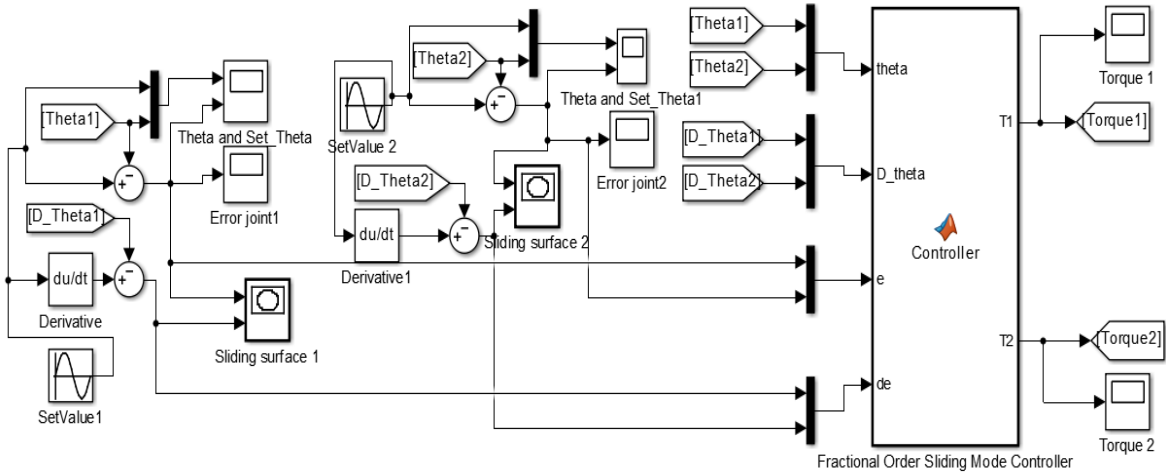 [Theta1]
Theta and Set_Theta
Error joint1
[D_Theta1]
du/dt
Derivative
Sliding surface 1
SetValue1
[Theta2]
Theta and Set_Theta1
SetValue 2
Error joint2
[D_Theta2]
Sliding surface 2
du/dt
Derivative1
[Theta1]
[Theta2]
[D_Theta1]
[D_Theta2]
theta
D_theta
e
de
Controller
T1
T2
Fractional Order Sliding Mode Controller
Torque 1
[Torque1]
[Torque2]
Torque 2